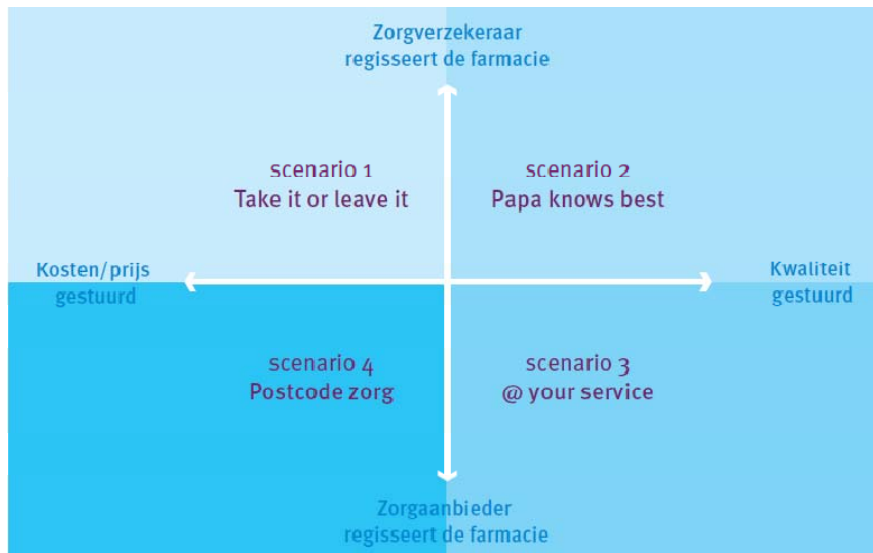 Zorgverzekeraar
regisseert de farmacie
scenario 1
Take it or leave it
scenario 2
Papa knows best
Kosten/prijs
gestuurd
Kwaliteit
gestuurd
scenario 4
Postcode zorg
scenario 3
@ your service
Zorgaanbieder
regisseert de farmacie